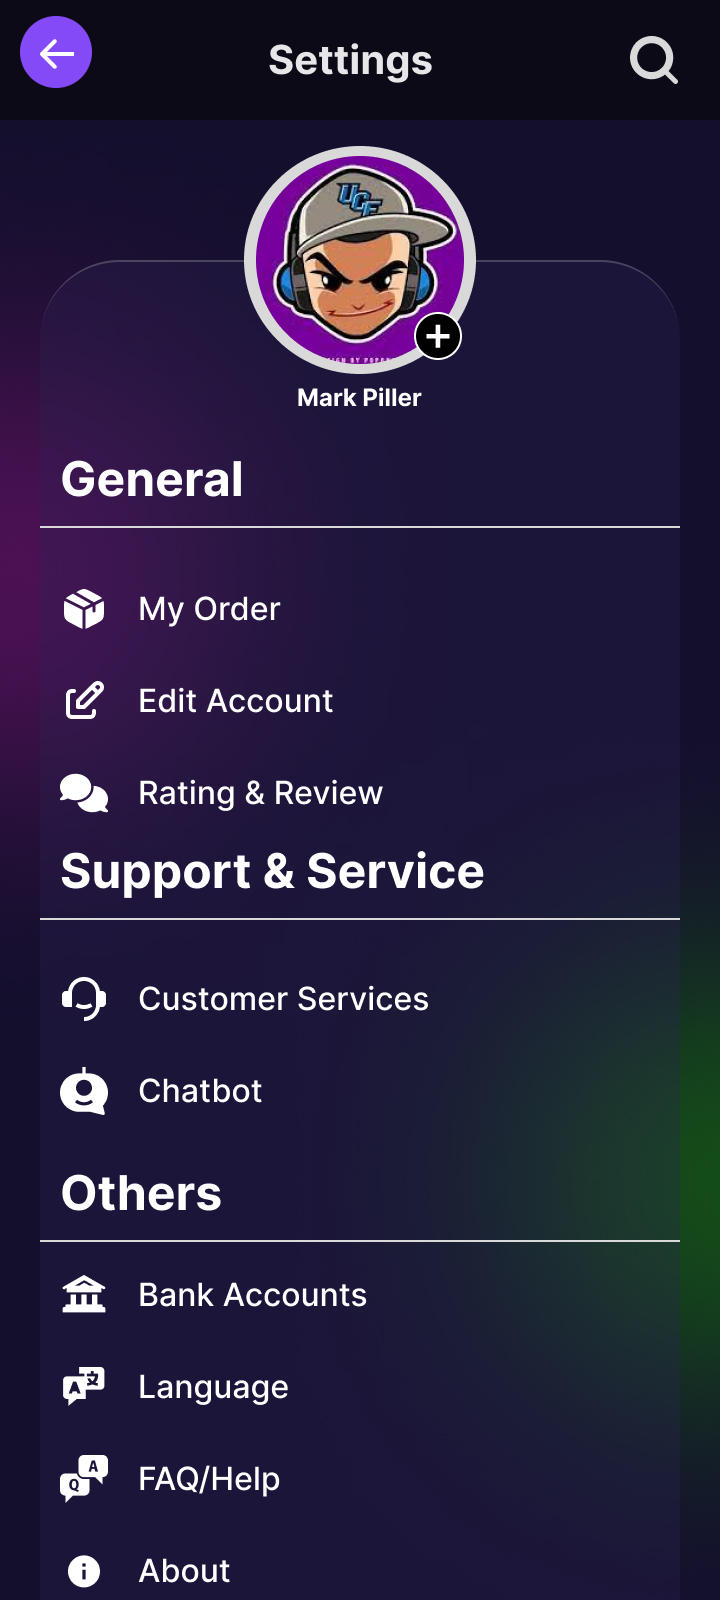 Settings
UCF
Mark Piller
General
My Order
Edit Account
Rating & Review
Support & Service
Customer Services
Chatbot
Others
Bank Accounts
A 文
Language
A
Q
FAQ/Help
About